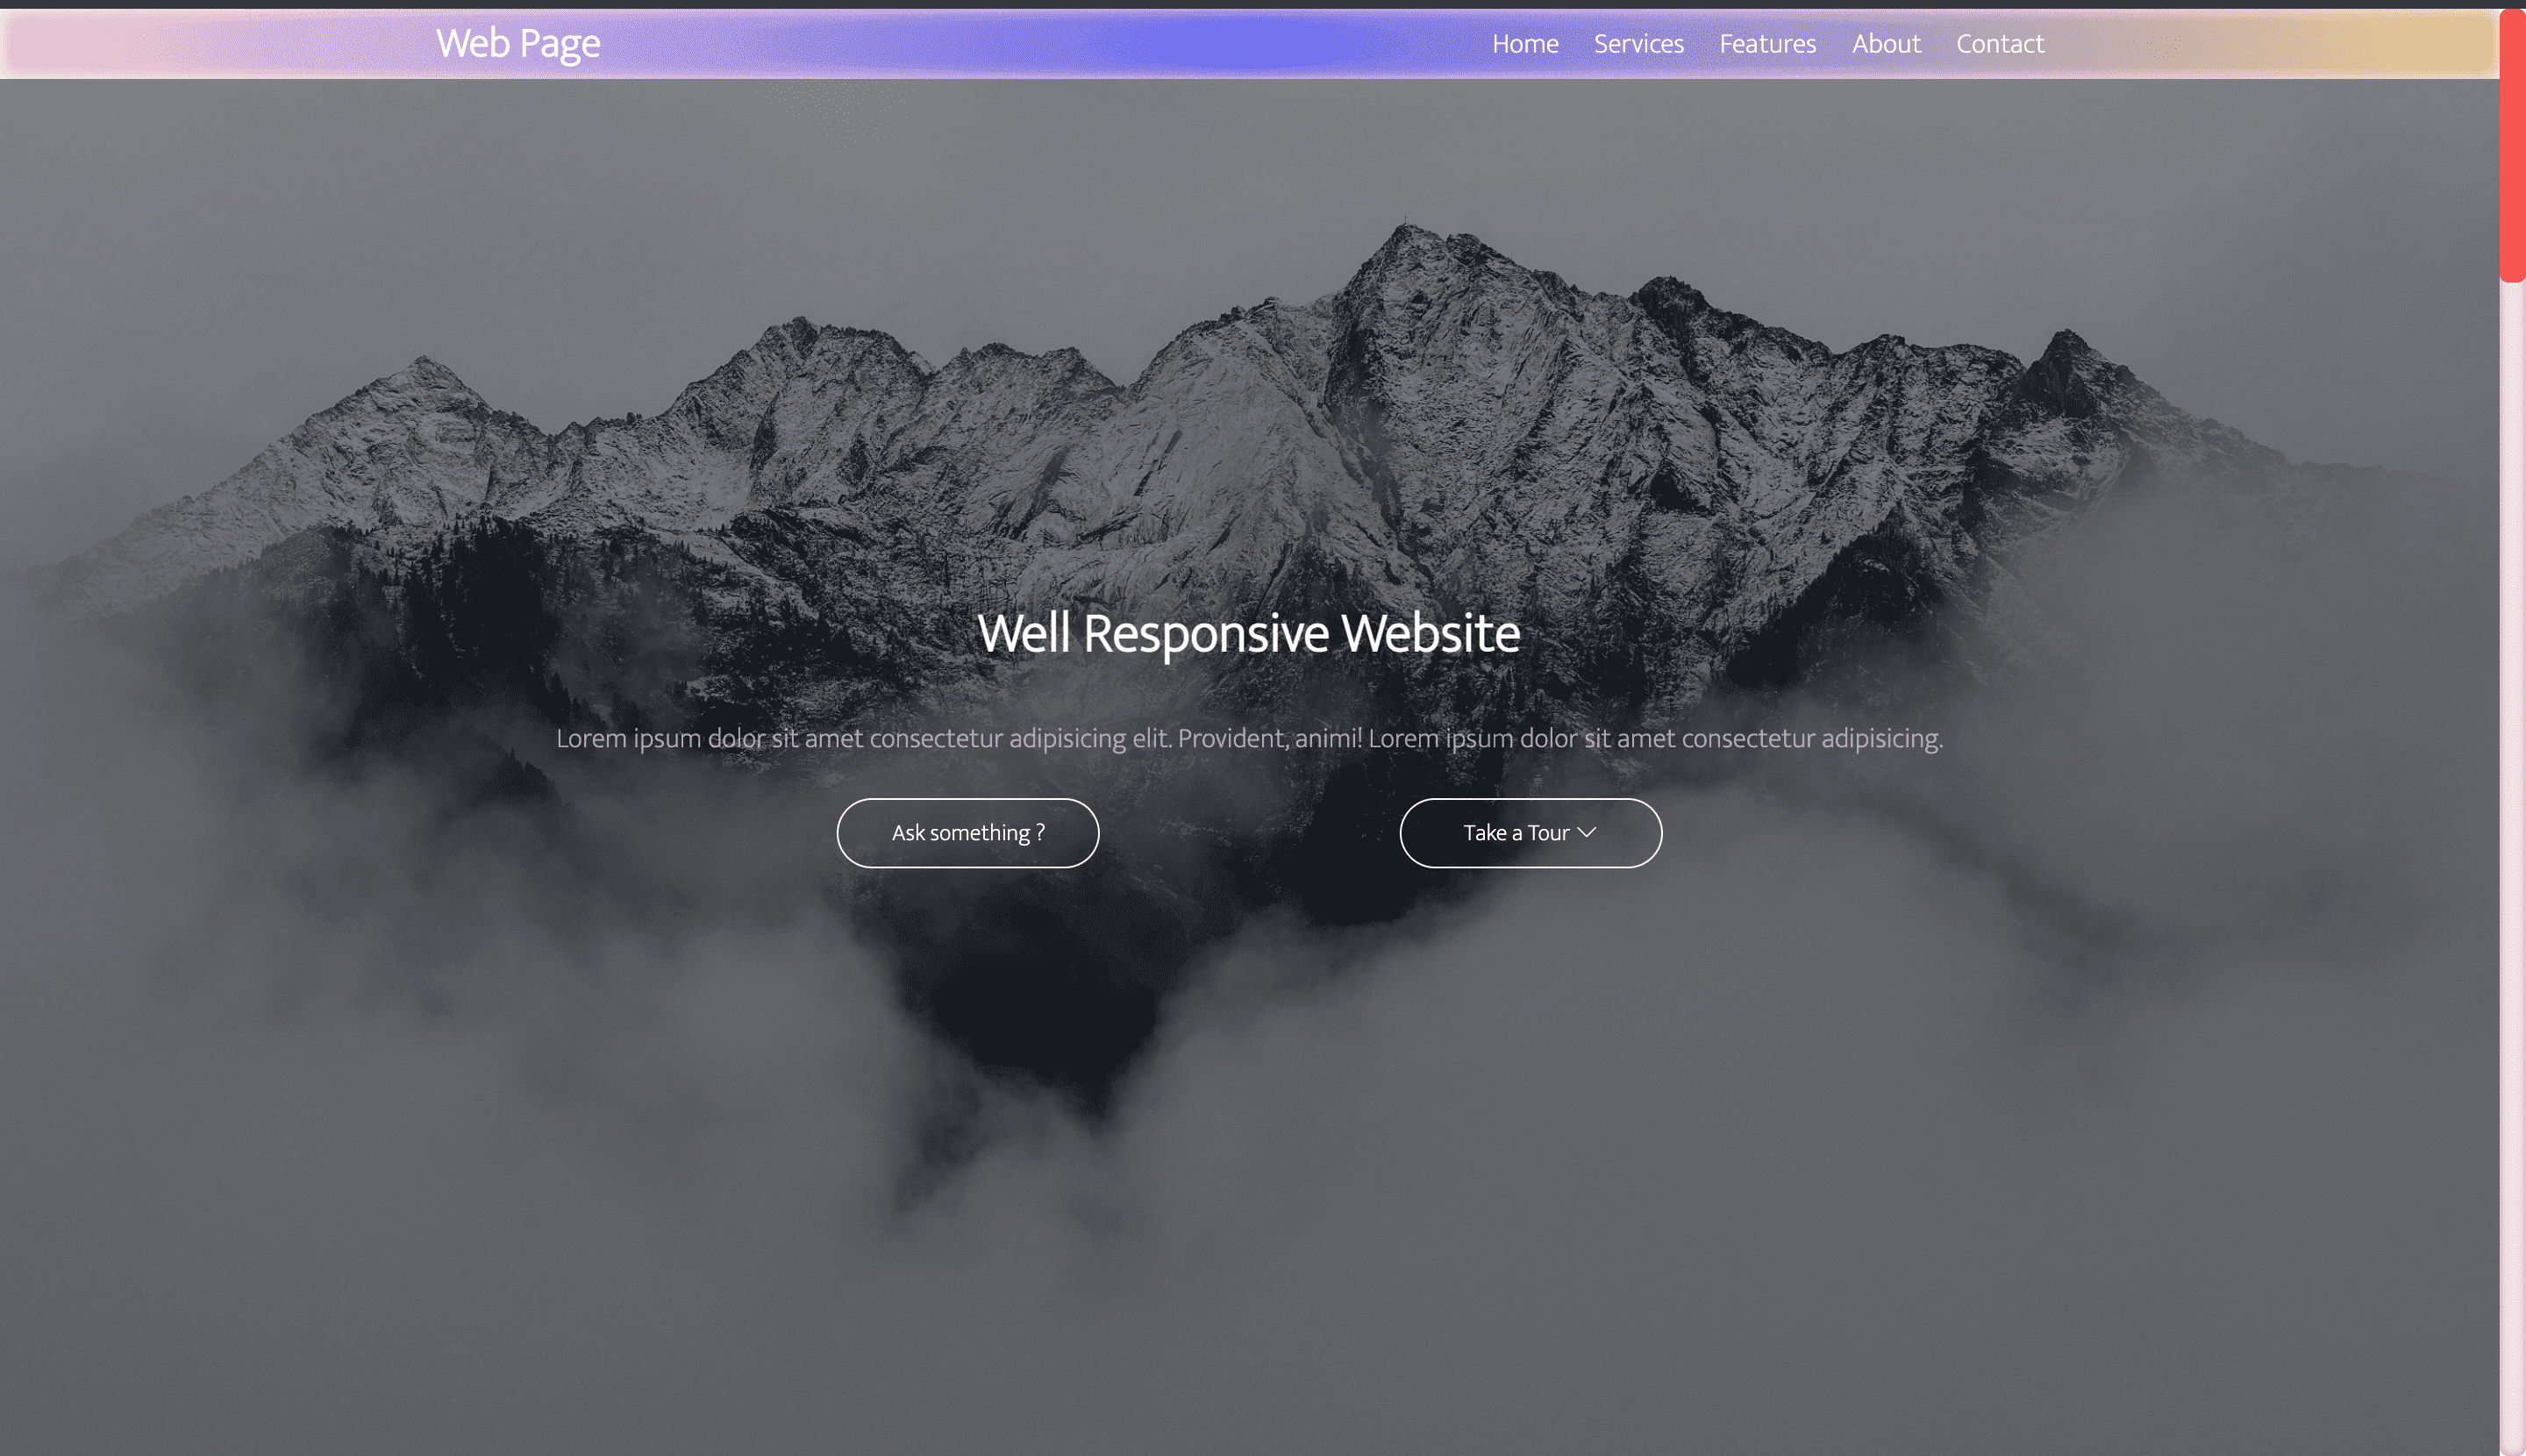 Web Page
Home Services Features About Contact
Well Responsive Website
Lorem ipsum dolor sit amet consectetur adipisicing elit. Provident, animi! Lorem ipsum dolor sit amet consectetur adipisicing.
Ask something ?
Take a Tour